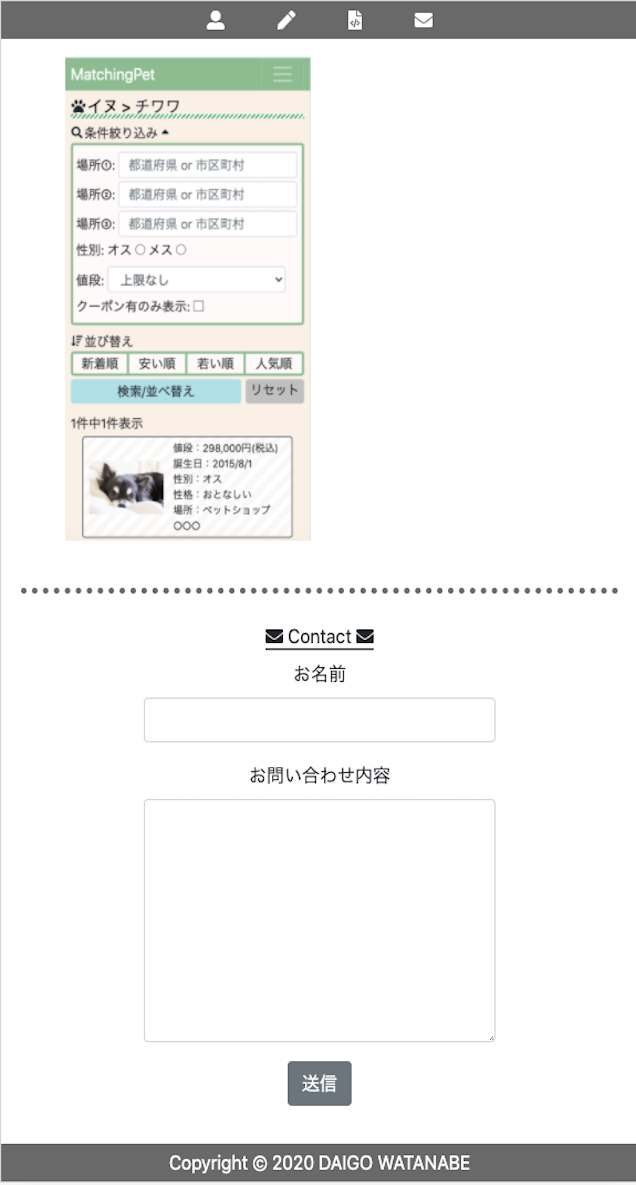 MatchingPet
イヌ > チワワ
条件絞り込み
場所①: 都道府県 or 市区町村
場所②: 都道府県 or 市区町村
場所③: 都道府県 or 市区町村
性別: オス メス
値段: 上限なし
クーポン有のみ表示:
並び替え
新着順 安い順 若い順 人気順
検索/並べ替え リセット
1件中1件表示
値段：298,000円(税込)
誕生日：2015/8/1
性別：オス
性格：おとなしい
場所：ペットショップ
○○○
Contact
お名前
お問い合わせ内容
送信
Copyright © 2020 DAIGO WATANABE